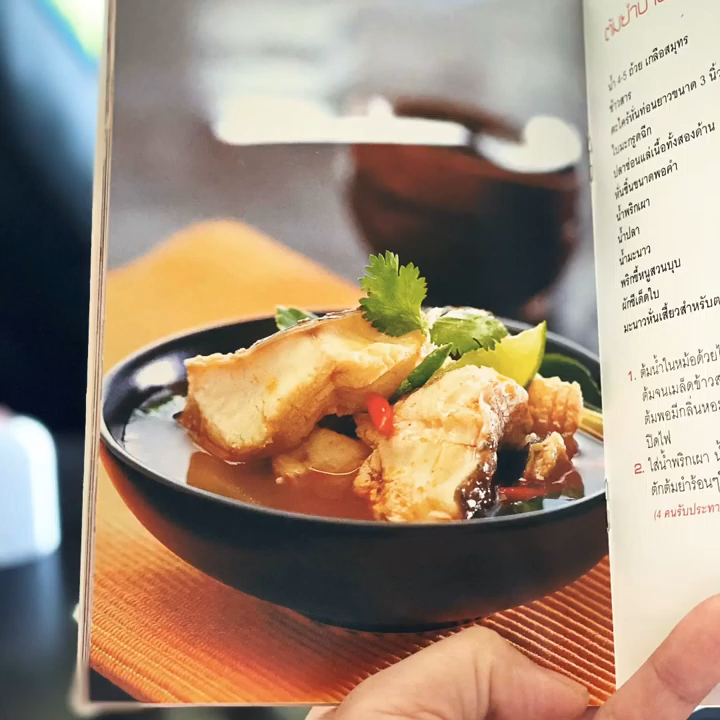 ต้มยำปลา
น้ำ 4-5 ถ้วย เกลือสมุทร
ข้าวสาร
ตะไคร้หั่นท่อนยาวขนาด 3 นิ้ว
ใบมะกรูดฉีก
ปลาช่อนแล่เนื้อทั้งสองด้าน
หั่นชิ้นขนาดพอคำ
น้ำพริกเผา
น้ำปลา
น้ำมะนาว
พริกขี้หนูสวนบุบ
ผักชีเด็ดใบ
มะนาวหั่นเสี้ยวสำหรับ
1. ต้มน้ำในหม้อด้วย
ต้มจนเมล็ดข้าว
ต้มพอมีกลิ่นหอม
ปิดไฟ
2. ใส่น้ำพริกเผา
ตักต้มยำร้อนๆ
(4 คนรับประทา